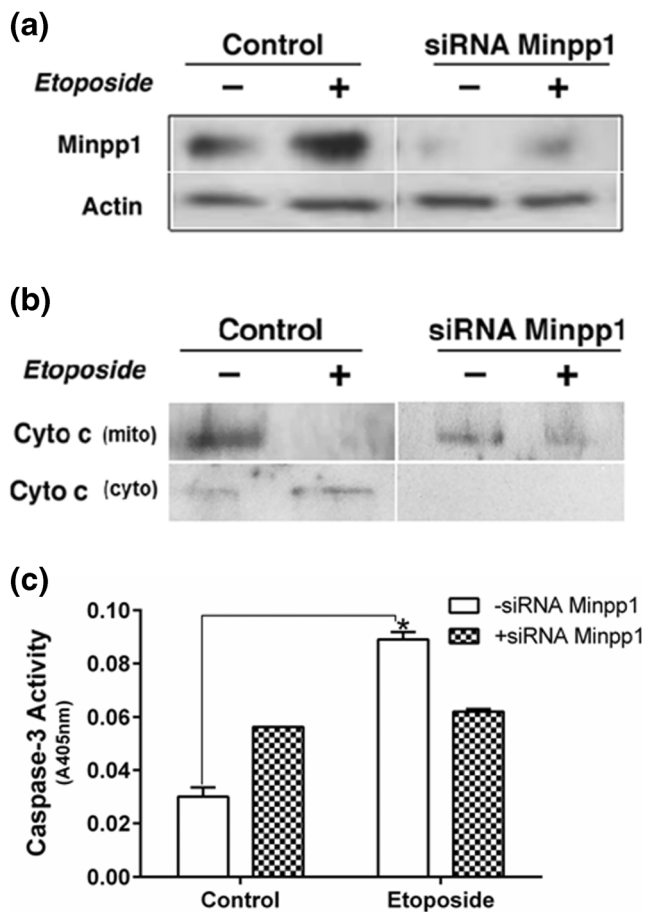 (a)
Control siRNA Minpp1
Etoposide − + − +
Minpp1
Actin
(b)
Control siRNA Minpp1
Etoposide − + − +
Cyto c (mito)
Cyto c (cyto)
(c)
Caspase-3 Activity
(A405nm)
0.10
0.08
0.06
0.04
0.02
0.00
*
-siRNA Minpp1
+siRNA Minpp1
Control Etoposide